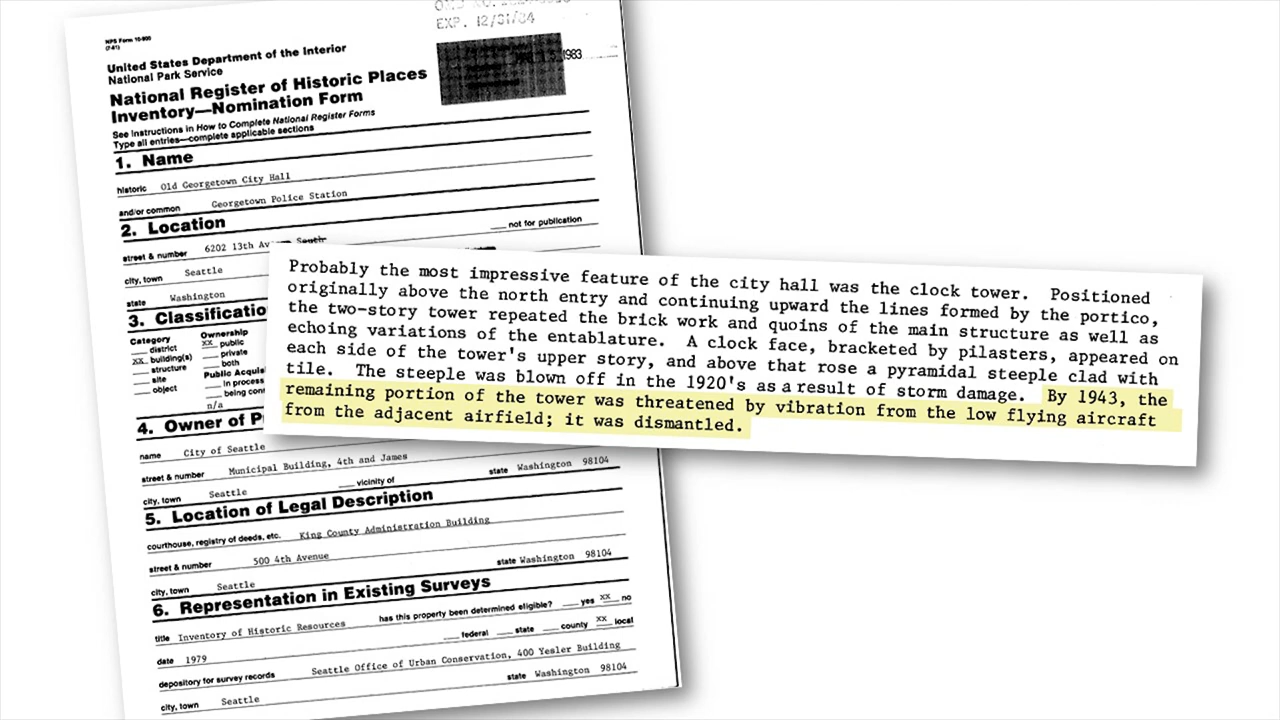 EXP. 12/31/84
NPS Form 10-900
(7-81)
United States Department of the Interior
National Park Service
National Register of Historic Places
Inventory—Nomination Form
1983
See instructions in How to Complete National Register Forms
Type all entries—complete applicable sections
1. Name
historic Old Georgetown City Hall
and/or common Georgetown Police Station
2. Location
street & number 6202 13th South
not for publication
city, town Seattle
state Washington
3. Classificatio
Category Ownership
district xx public
xx building(s) private
structure both
site Public Acquis
object in process
being con
n/a
4. Owner of P
name City of Seattle
street & number Municipal Building, 4th and James
city, town Seattle vicinity of state Washington 98104
5. Location of Legal Description
courthouse, registry of deeds, etc. King County Administration Building
street & number 500 4th Avenue
city, town Seattle state Washington 98104
6. Representation in Existing Surveys
title Inventory of Historic Resources has this property been determined eligible? yes xx no
date 1979 federal state county xx local
depository for survey records Seattle Office of Urban Conservation, 400 Yesler Building
city, town Seattle state Washington 98104
Probably the most impressive feature of the city hall was the clock tower. Positioned
originally above the north entry and continuing upward the lines formed by the portico,
the two-story tower repeated the brick work and quoins of the main structure as well as
echoing variations of the entablature. A clock face, bracketed by pilasters, appeared on
each side of the tower's upper story, and above that rose a pyramidal steeple clad with
tile. The steeple was blown off in the 1920's as a result of storm damage. By 1943, the
remaining portion of the tower was threatened by vibration from the low flying aircraft
from the adjacent airfield; it was dismantled.